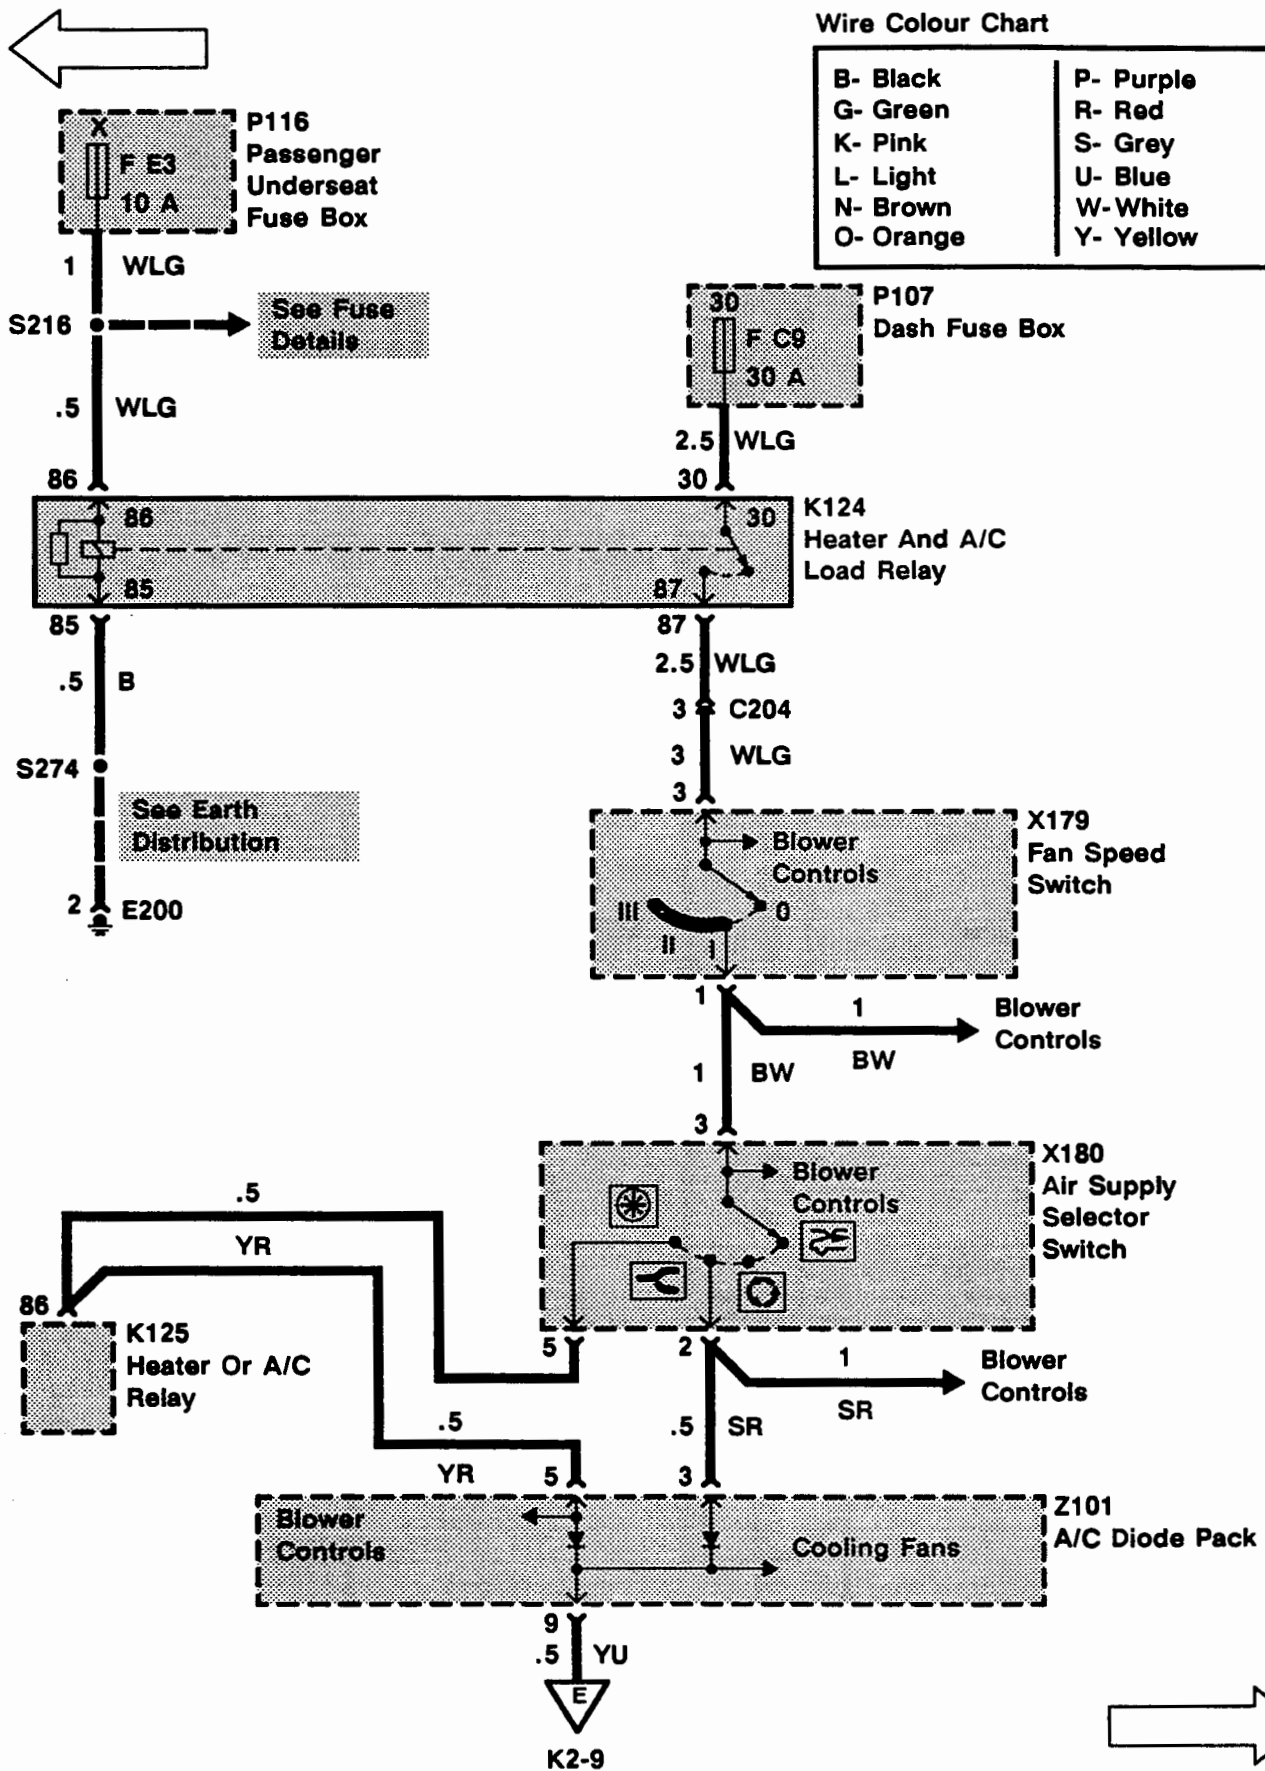 Wire Colour Chart
B- Black
G- Green
K- Pink
L- Light
N- Brown
O- Orange
P- Purple
R- Red
S- Grey
U- Blue
W- White
Y- Yellow
X
F E3
10 A
P116
Passenger
Underseat
Fuse Box
1 WLG
S216
See Fuse
Details
.5 WLG
86
30
F C9
30 A
P107
Dash Fuse Box
2.5 WLG
30
86
85
30
87
K124
Heater And A/C
Load Relay
85
.5 B
S274
See Earth
Distribution
2 E200
87
2.5 WLG
3 C204
3 WLG
3
Blower
Controls
III
II
I
0
X179
Fan Speed
Switch
1
1
BW
Blower
Controls
1 BW
3
Blower
Controls
X180
Air Supply
Selector
Switch
.5
YR
86
K125
Heater Or A/C
Relay
5
2
1
SR
Blower
Controls
.5
YR
.5 SR
5
3
Blower
Controls
Cooling Fans
Z101
A/C Diode Pack
9
.5 YU
E
K2-9